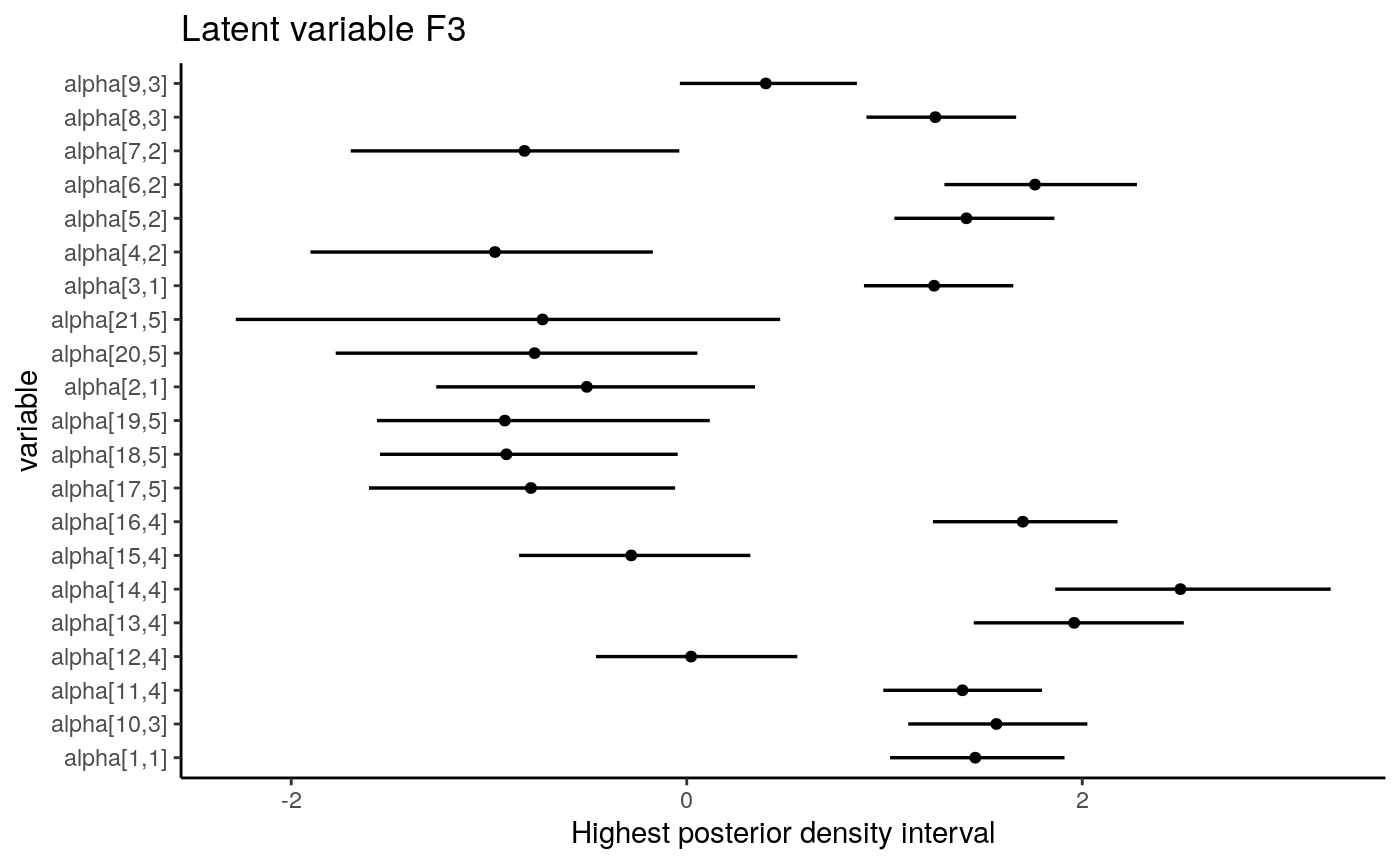 Latent variable F3
variable
alpha[9,3]
alpha[8,3]
alpha[7,2]
alpha[6,2]
alpha[5,2]
alpha[4,2]
alpha[3,1]
alpha[21,5]
alpha[20,5]
alpha[2,1]
alpha[19,5]
alpha[18,5]
alpha[17,5]
alpha[16,4]
alpha[15,4]
alpha[14,4]
alpha[13,4]
alpha[12,4]
alpha[11,4]
alpha[10,3]
alpha[1,1]
-2 0 2
Highest posterior density interval